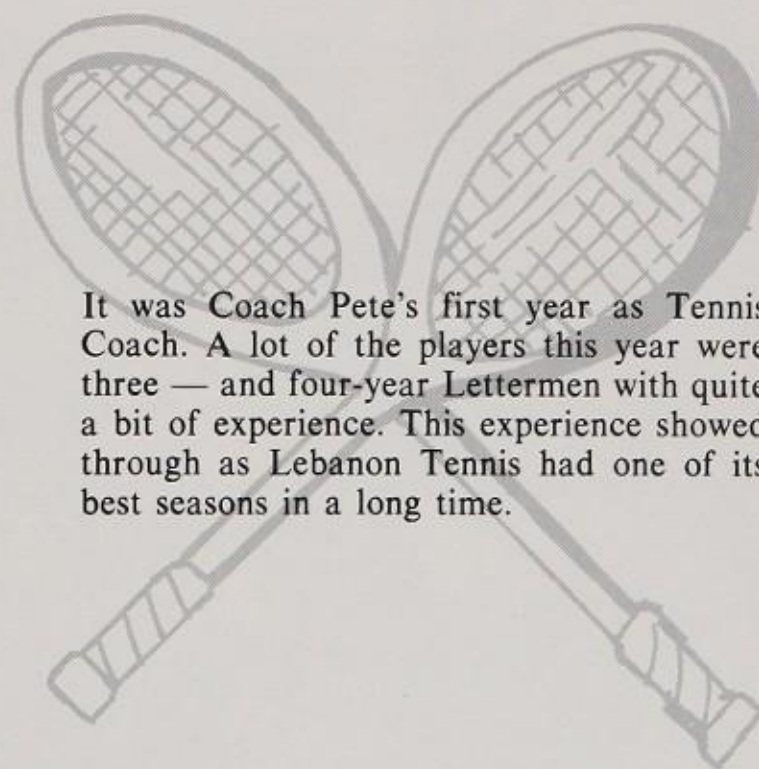 It was Coach Pete's first year as Tennis
Coach. A lot of the players this year were
three — and four-year Lettermen with quite
a bit of experience. This experience showed
through as Lebanon Tennis had one of its
best seasons in a long time.